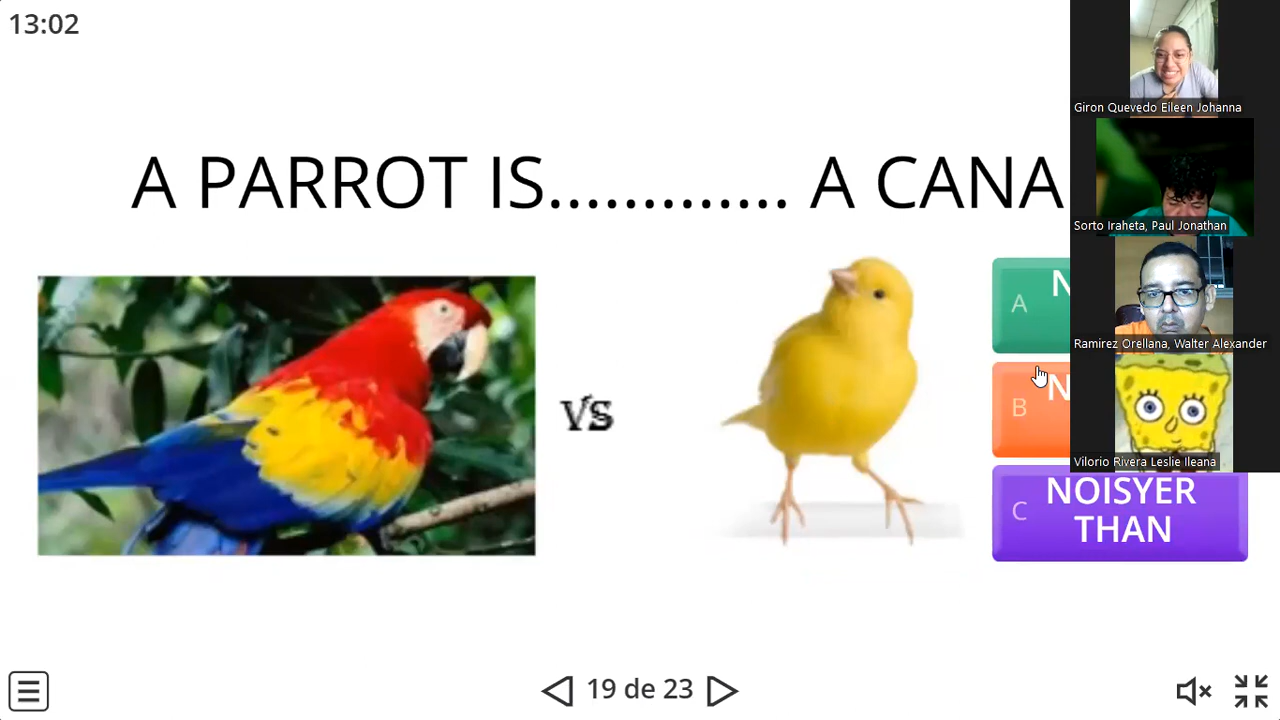 13:02
Giron Quevedo Eileen Johanna
A PARROT IS............. A CANA
Sorto Iraheta, Paul Jonathan
A N
VS
Ramirez Orellana, Walter Alexander
B N
Vilorio Rivera Leslie Ileana
C NOISYER
THAN
19 de 23